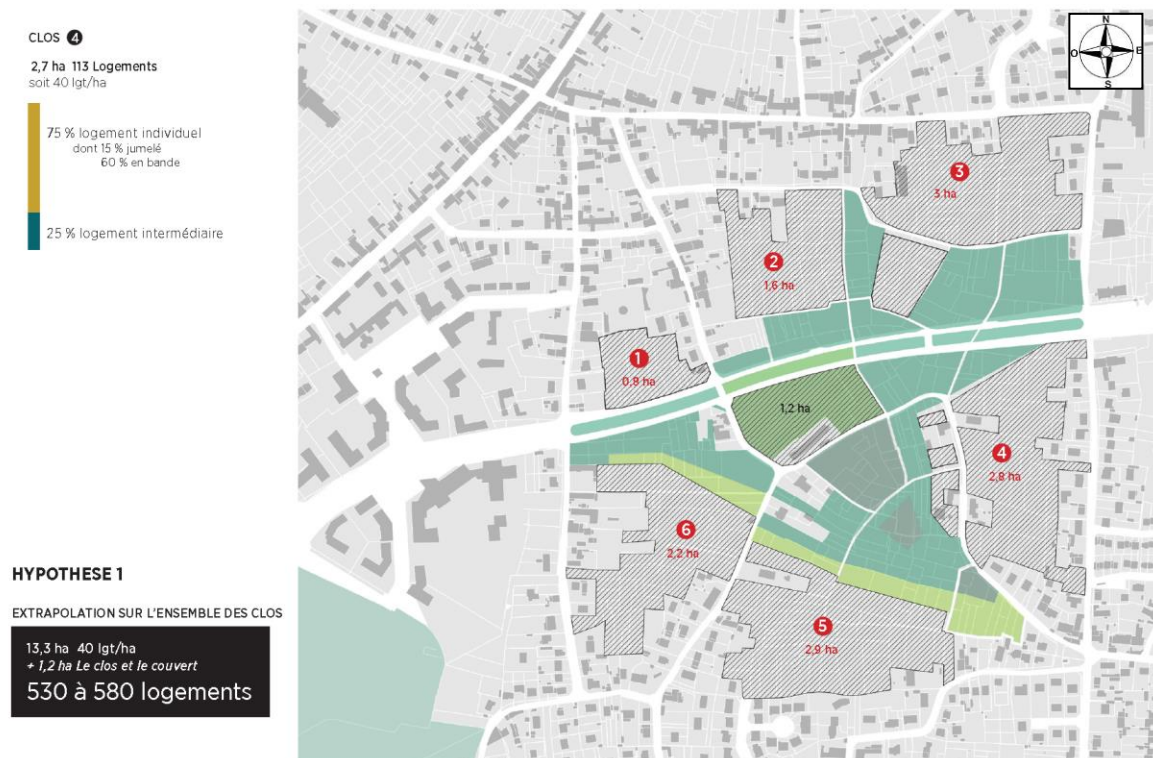 CLOS 4
2,7 ha 113 Logements
soit 40 lgt/ha
75 % logement individuel
dont 15 % jumelé
60 % en bande
25 % logement intermédiaire
HYPOTHESE 1
EXTRAPOLATION SUR L'ENSEMBLE DES CLOS
13,3 ha 40 lgt/ha
+ 1,2 ha Le clos et le couvert
530 à 580 logements
N
O E
S
3
3 ha
2
1,6 ha
1
0,9 ha
1,2 ha
4
2,8 ha
6
2,2 ha
5
2,9 ha